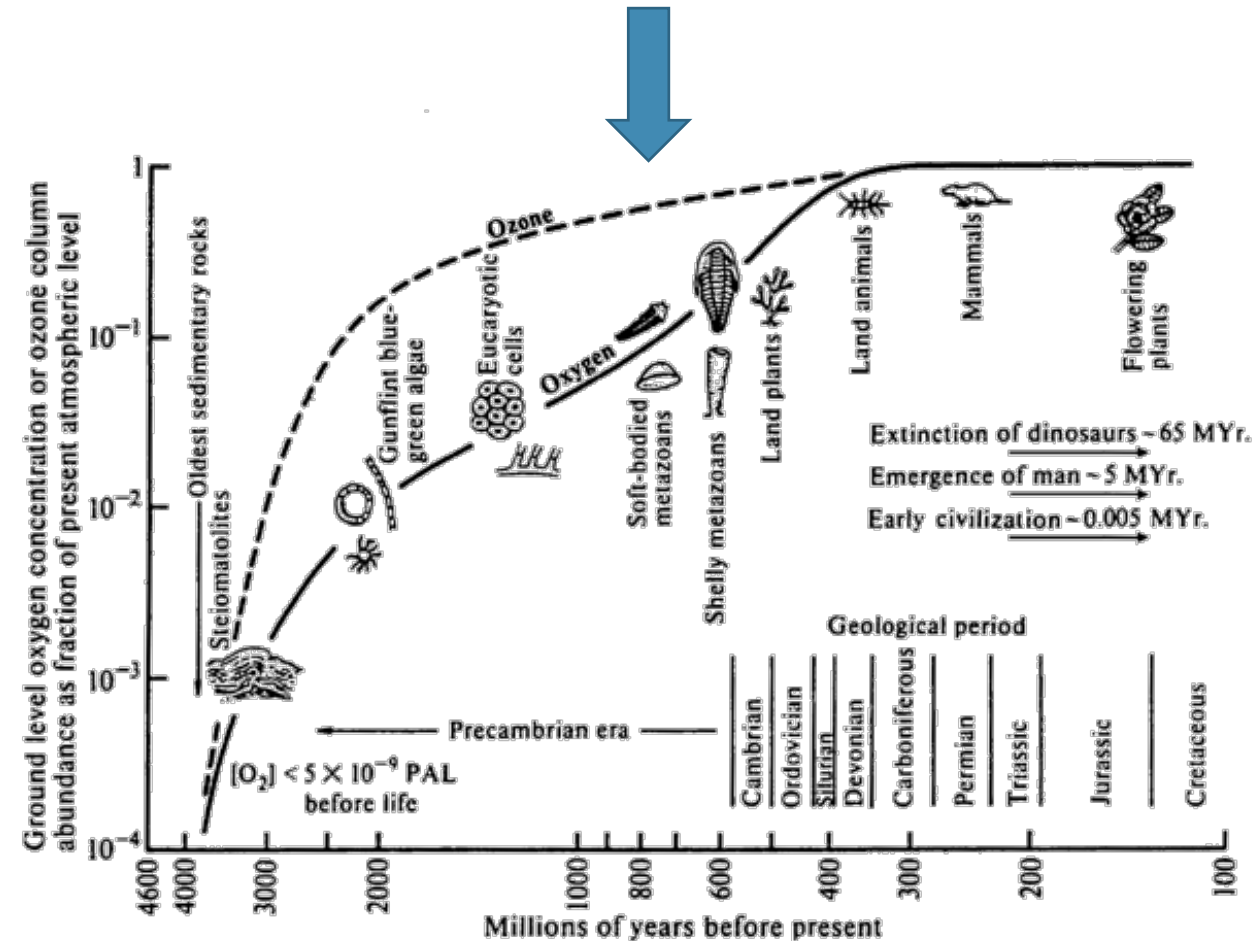 Ground level oxygen concentration or ozone column
abundance as fraction of present atmospheric level
1
10⁻¹
10⁻²
10⁻³
10⁻⁴
Oldest sedimentary rocks
Steiomatolites
Ozone
Gunflint blue-
green algae
Eucaryotic
cells
Oxygen
Soft-bodied
metazoans
Shelly metazoans
Land plants
Land animals
Mammals
Flowering
plants
Extinction of dinosaurs ~65 MYr.
Emergence of man ~5 MYr.
Early civilization ~0.005 MYr.
Geological period
Precambrian era
Cambrian
Ordovician
Silurian
Devonian
Carboniferous
Permian
Triassic
Jurassic
Cretaceous
[O₂] < 5 × 10⁻⁹ PAL
before life
4600
4000
3000
2000
1000
800
600
400
300
200
100
Millions of years before present